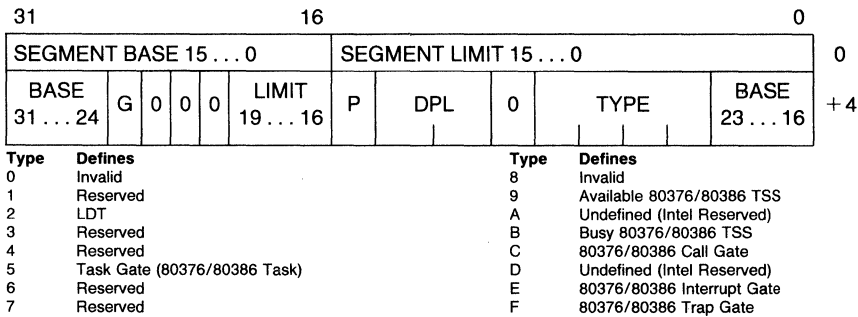 31 16 0
SEGMENT BASE 15 . . . 0 SEGMENT LIMIT 15 . . . 0 0
BASE 31 . . . 24 G 0 0 0 LIMIT 19 . . . 16 P DPL 0 TYPE BASE 23 . . . 16 +4
Type Defines Type Defines
0 Invalid 8 Invalid
1 Reserved 9 Available 80376/80386 TSS
2 LDT A Undefined (Intel Reserved)
3 Reserved B Busy 80376/80386 TSS
4 Reserved C 80376/80386 Call Gate
5 Task Gate (80376/80386 Task) D Undefined (Intel Reserved)
6 Reserved E 80376/80386 Interrupt Gate
7 Reserved F 80376/80386 Trap Gate